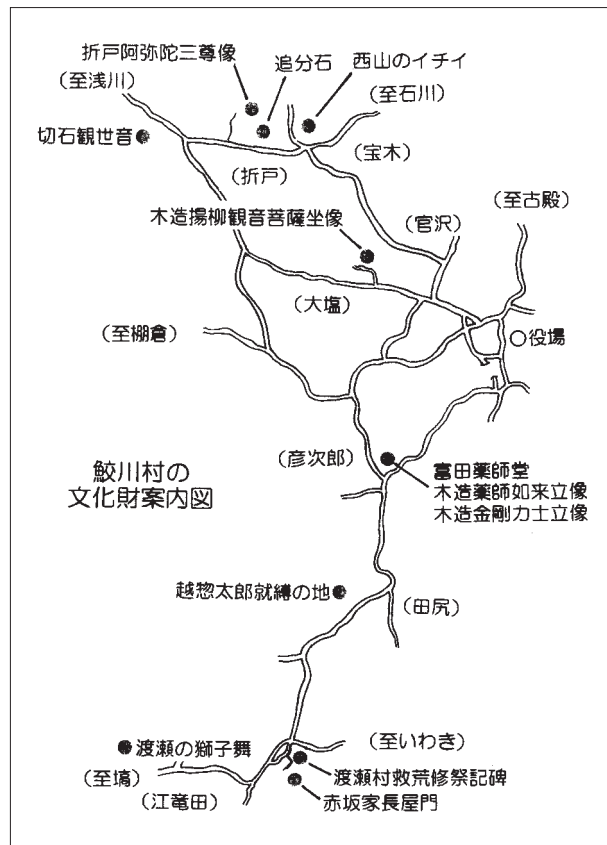 折戸阿弥陀三尊像
追分石
西山のイチイ
(至浅川)
(至石川)
切石観世音
(宝木)
(折戸)
(至古殿)
木造揚柳観音菩薩坐像
(官沢)
(大塩)
(至棚倉)
役場
(彦次郎)
富田薬師堂
木造薬師如来立像
木造金剛力士立像
鮫川村の
文化財案内図
越惣太郎就縛の地
(田尻)
渡瀬の獅子舞
(至いわき)
(至塙)
渡瀬村救荒修祭記碑
(江竜田)
赤坂家長屋門